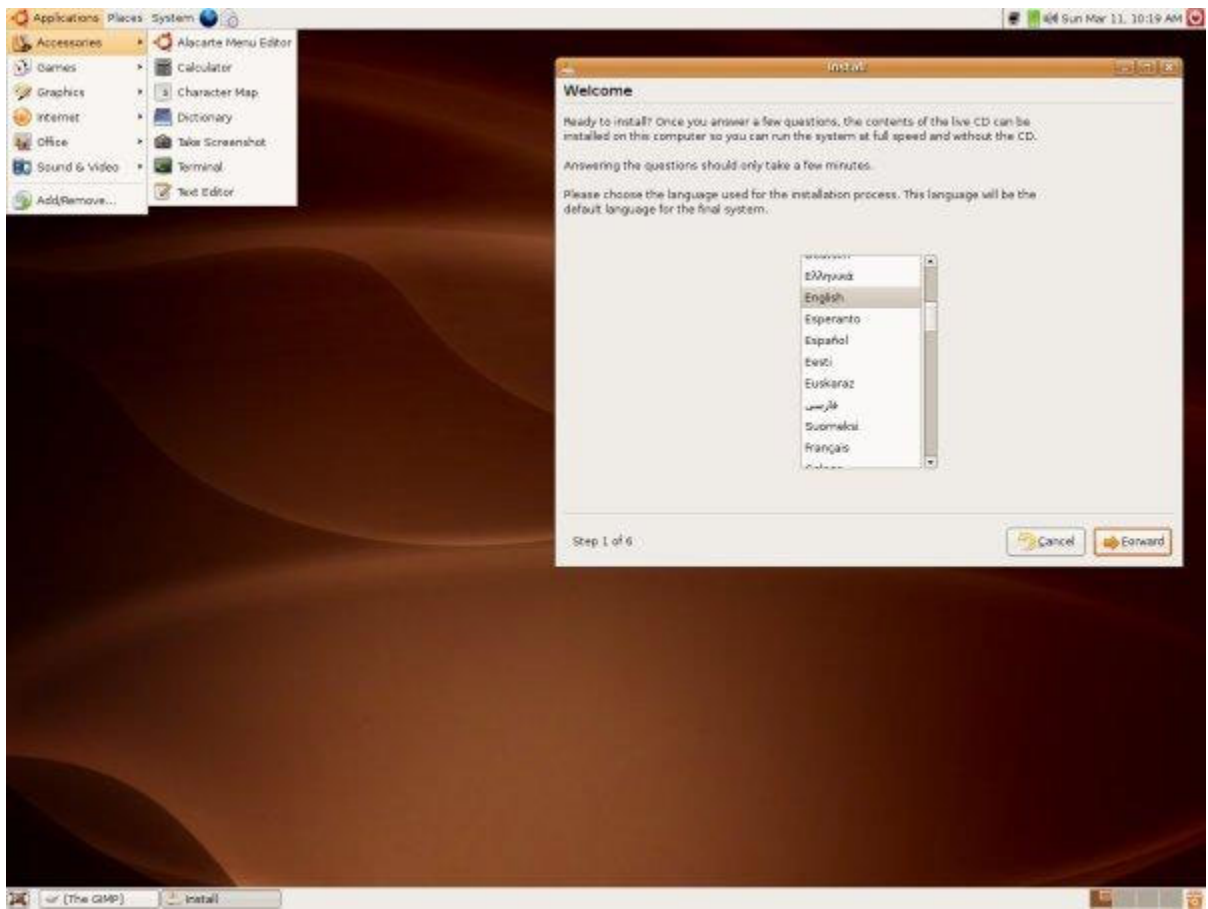 Applications Places System
Sun Mar 11, 10:19 AM
Accessories
Games
Graphics
Internet
Office
Sound & Video
Add/Remove...
Alacarte Menu Editor
Calculator
Character Map
Dictionary
Take Screenshot
Terminal
Text Editor
Install
Welcome
Ready to install? Once you answer a few questions, the contents of the live CD can be
installed on this computer so you can run the system at full speed and without the CD.
Answering the questions should only take a few minutes.
Please choose the language used for the installation process. This language will be the
default language for the final system.
Ελληνικά
English
Esperanto
Español
Eesti
Euskaraz
فارسی
Suomeksi
Français
Step 1 of 6
Cancel
Forward
(The GIMP)
Install